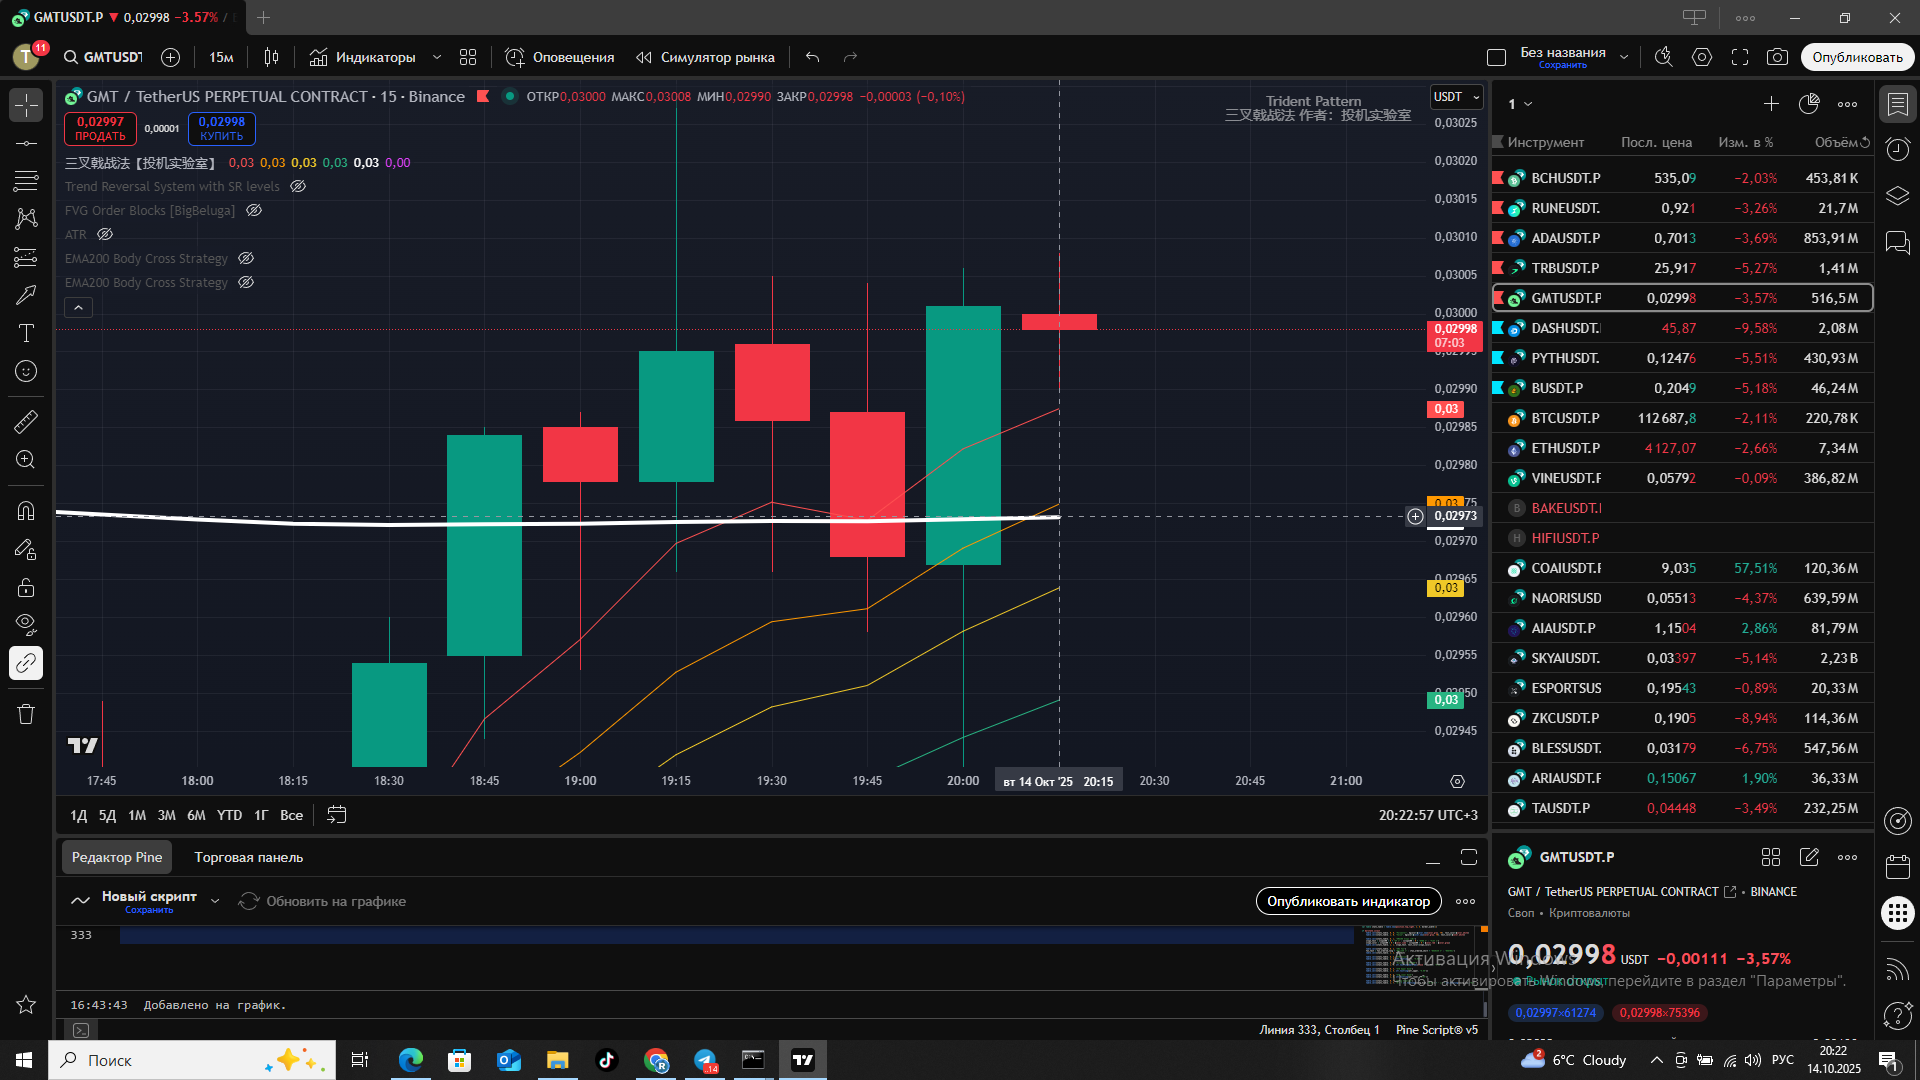 GMTUSDT.P ▼ 0,02998 −3.57% /
T 11 GMTUSDT 15м Индикаторы Оповещения Симулятор рынка Без названия Сохранить Опубликовать
GMT / TetherUS PERPETUAL CONTRACT · 15 · Binance ОТКР0,03000 МАКС0,03008 МИН0,02990 ЗАКР0,02998 −0,00003 (−0,10%)
0,02997 ПРОДАТЬ 0,00001 0,02998 КУПИТЬ
三叉戟战法【投机实验室】 0,03 0,03 0,03 0,03 0,03 0,00
Trend Reversal System with SR levels
FVG Order Blocks [BigBeluga]
ATR
EMA200 Body Cross Strategy
EMA200 Body Cross Strategy
Trident Pattern
三叉戟战法 作者：投机实验室
USDT
0,03025
0,03020
0,03015
0,03010
0,03005
0,03000
0,02998
07:03
0,02990
0,03
0,02985
0,02980
0,03
0,02973
0,02970
0,02965
0,03
0,02960
0,02955
0,02950
0,03
0,02945
17:45 18:00 18:15 18:30 18:45 19:00 19:15 19:30 19:45 20:00 вт 14 Окт '25 20:15 20:30 20:45 21:00
1Д 5Д 1М 3М 6М YTD 1Г Все 20:22:57 UTC+3
Редактор Pine Торговая панель
Новый скрипт Сохранить Обновить на графике Опубликовать индикатор
333
16:43:43 Добавлено на график.
Линия 333, Столбец 1 Pine Script® v5
1
Инструмент Посл. цена Изм. в % Объём
BCHUSDT.P 535,09 −2,03% 453,81 K
RUNEUSDT. 0,921 −3,26% 21,7 M
ADAUSDT.P 0,7013 −3,69% 853,91 M
TRBUSDT.P 25,917 −5,27% 1,41 M
GMTUSDT.P 0,02998 −3,57% 516,5 M
DASHUSDT. 45,87 −9,58% 2,08 M
PYTHUSDT. 0,12476 −5,51% 430,93 M
BUSDT.P 0,2049 −5,18% 46,24 M
BTCUSDT.P 112 687,8 −2,11% 220,78 K
ETHUSDT.P 4 127,07 −2,66% 7,34 M
VINEUSDT.P 0,05792 −0,09% 386,82 M
B BAKEUSDT.
H HIFIUSDT.P
COAIUSDT.P 9,035 57,51% 120,36 M
NAORISUSD 0,05513 −4,37% 639,59 M
AIAUSDT.P 1,1504 2,86% 81,79 M
SKYAIUSDT. 0,03397 −5,14% 2,23 B
ESPORTSUS 0,19543 −0,89% 20,33 M
ZKCUSDT.P 0,1905 −8,94% 114,36 M
BLESSUSDT. 0,03179 −6,75% 547,56 M
ARIAUSDT.P 0,15067 1,90% 36,33 M
TAUSDT.P 0,04448 −3,49% 232,25 M
GMTUSDT.P
GMT / TetherUS PERPETUAL CONTRACT • BINANCE
Своп • Криптовалюты
0,02998 USDT −0,00111 −3,57%
Активация Windows
Чтобы активировать Windows, перейдите в раздел "Параметры".
0,02997×61274 0,02998×75396
Поиск
14
2 6°C Cloudy РУС 20:22
14.10.2025 1